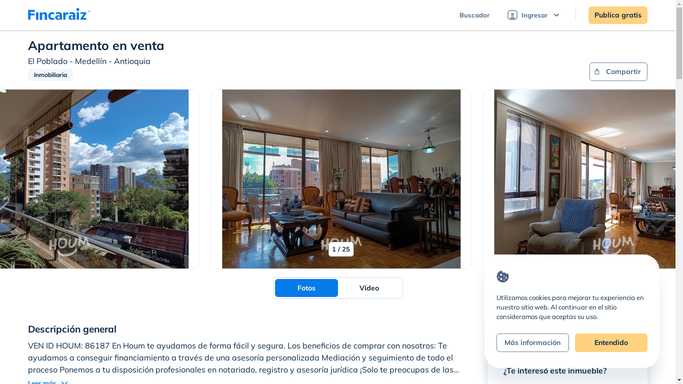 Fincaraiz
Buscador
Ingresar
Publica gratis
Apartamento en venta
El Poblado - Medellín - Antioquia
Inmobiliaria
Compartir
HOUM
HOUM
HOUM
1 / 25
Fotos
Video
Descripción general
VEN ID HOUM: 86187 En Houm te ayudamos de forma fácil y segura. Los beneficios de comprar con nosotros: Te
ayudamos a conseguir financiamiento a través de una asesoría personalizada Mediación y seguimiento de todo el
proceso Ponemos a tu disposición profesionales en notariado, registro y asesoría jurídica ¡Solo te preocupas de las...
Leer más
Utilizamos cookies para mejorar tu experiencia en
nuestro sitio web. Al continuar en el sitio
consideramos que aceptas su uso.
Más información
Entendido
¿Te interesó este inmueble?